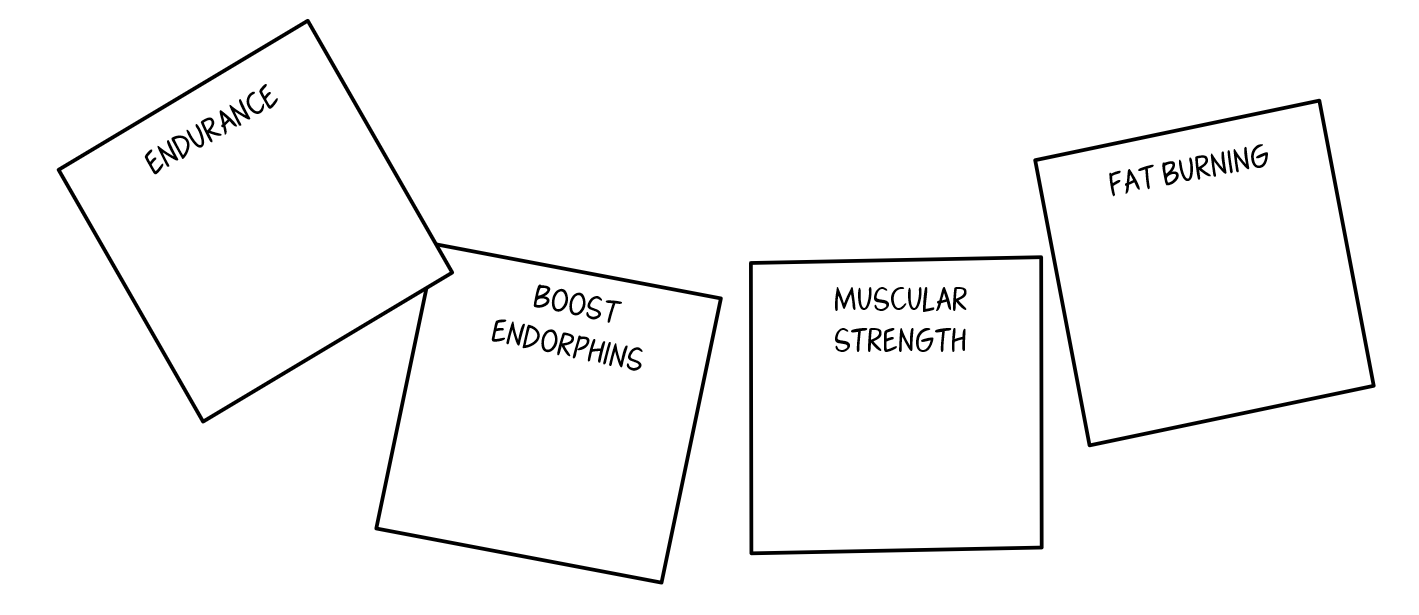 ENDURANCE
BOOST
ENDORPHINS
MUSCULAR
STRENGTH
FAT BURNING